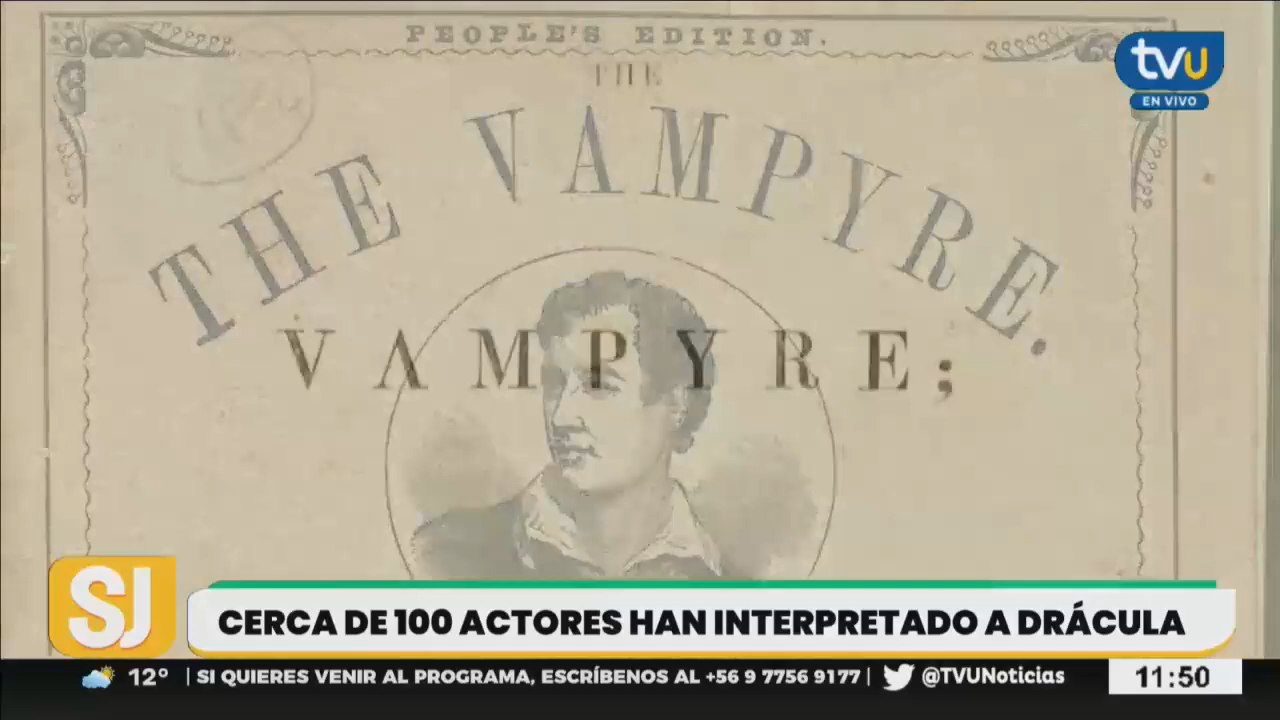 PEOPLE'S EDITION.
THE
THE VAMPYRE.
VAMPYRE;
tvu
EN VIVO
SJ
CERCA DE 100 ACTORES HAN INTERPRETADO A DRÁCULA
12° | SI QUIERES VENIR AL PROGRAMA, ESCRÍBENOS AL +56 9 7756 9177 | @TVUNoticias
11:50